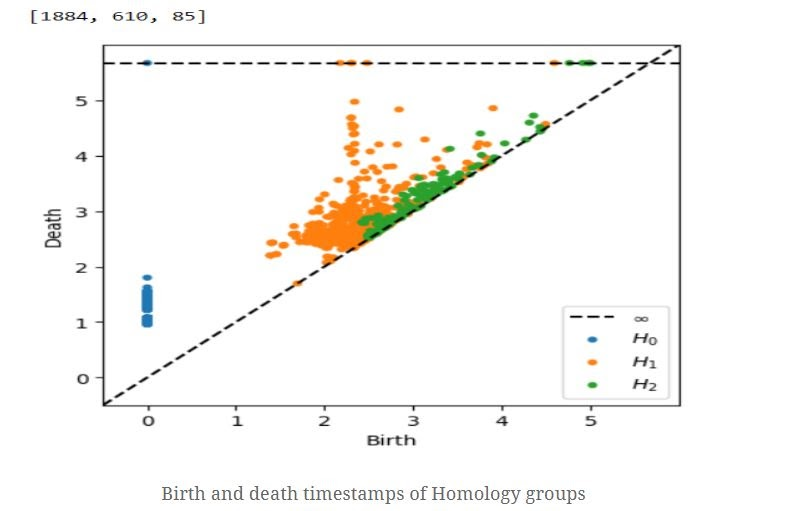 [1884, 610, 85]
5
4
3
2
1
0
Death
0 1 2 3 4 5
Birth
∞
H₀
H₁
H₂
Birth and death timestamps of Homology groups